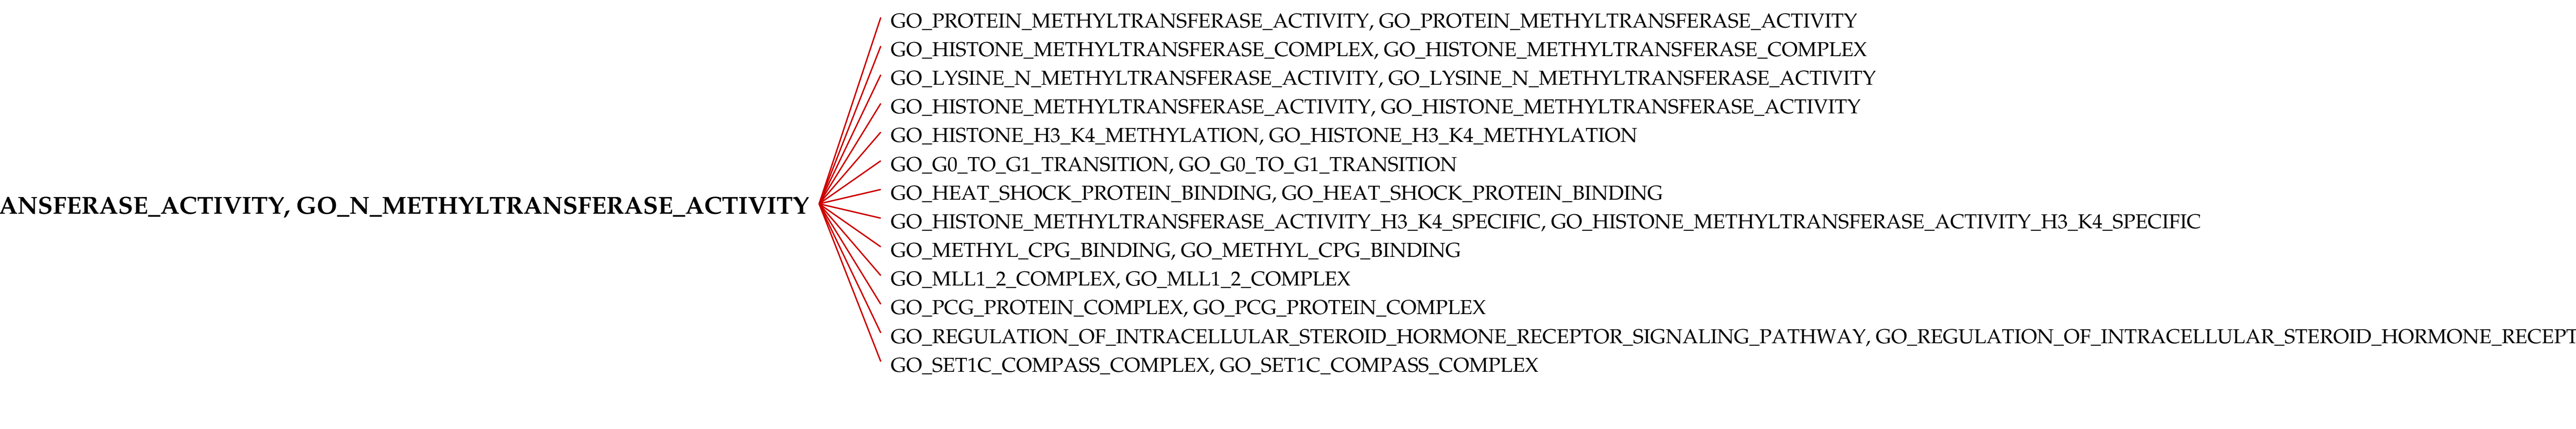 GO_PROTEIN_METHYLTRANSFERASE_ACTIVITY, GO_PROTEIN_METHYLTRANSFERASE_ACTIVITY
GO_HISTONE_METHYLTRANSFERASE_COMPLEX, GO_HISTONE_METHYLTRANSFERASE_COMPLEX
GO_LYSINE_N_METHYLTRANSFERASE_ACTIVITY, GO_LYSINE_N_METHYLTRANSFERASE_ACTIVITY
GO_HISTONE_METHYLTRANSFERASE_ACTIVITY, GO_HISTONE_METHYLTRANSFERASE_ACTIVITY
GO_HISTONE_H3_K4_METHYLATION, GO_HISTONE_H3_K4_METHYLATION
GO_G0_TO_G1_TRANSITION, GO_G0_TO_G1_TRANSITION
GO_HEAT_SHOCK_PROTEIN_BINDING, GO_HEAT_SHOCK_PROTEIN_BINDING
ANSFERASE_ACTIVITY, GO_N_METHYLTRANSFERASE_ACTIVITY
GO_HISTONE_METHYLTRANSFERASE_ACTIVITY_H3_K4_SPECIFIC, GO_HISTONE_METHYLTRANSFERASE_ACTIVITY_H3_K4_SPECIFIC
GO_METHYL_CPG_BINDING, GO_METHYL_CPG_BINDING
GO_MLL1_2_COMPLEX, GO_MLL1_2_COMPLEX
GO_PCG_PROTEIN_COMPLEX, GO_PCG_PROTEIN_COMPLEX
GO_REGULATION_OF_INTRACELLULAR_STEROID_HORMONE_RECEPTOR_SIGNALING_PATHWAY, GO_REGULATION_OF_INTRACELLULAR_STEROID_HORMONE_RECEPT
GO_SET1C_COMPASS_COMPLEX, GO_SET1C_COMPASS_COMPLEX